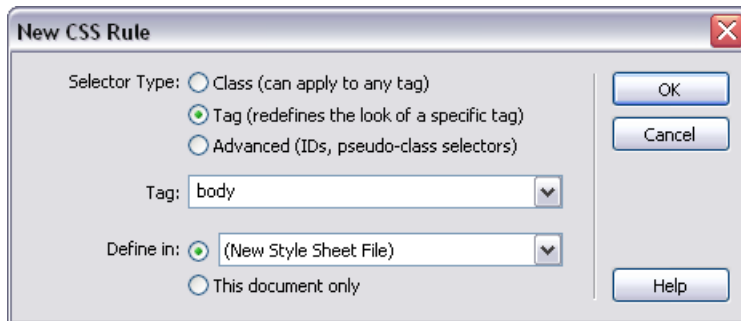 New CSS Rule
Selector Type: Class (can apply to any tag)
Tag (redefines the look of a specific tag)
Advanced (IDs, pseudo-class selectors)
Tag: body
Define in: (New Style Sheet File)
This document only
OK
Cancel
Help